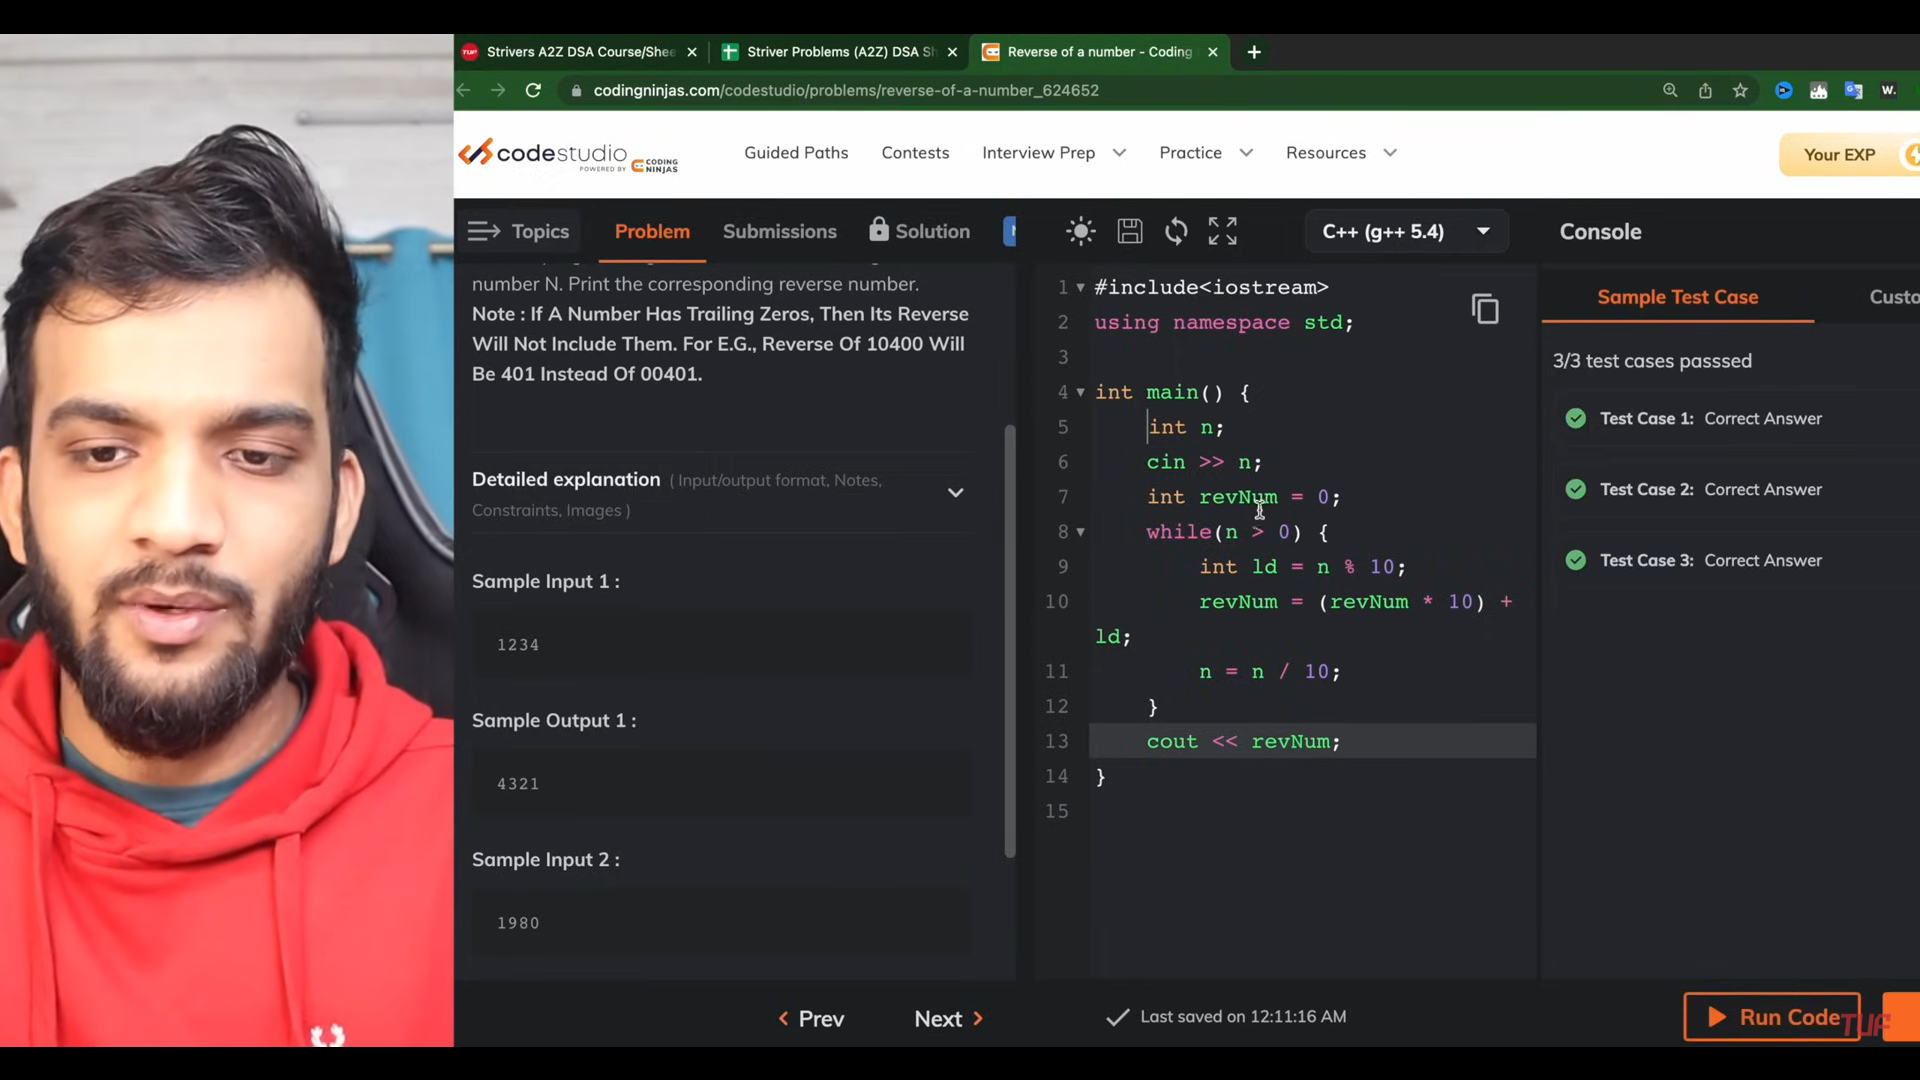 Strivers A2Z DSA Course/Shee
Striver Problems (A2Z) DSA Sh
Reverse of a number - Coding
codingninjas.com/codestudio/problems/reverse-of-a-number_624652
W.
codestudio
POWERED BY CODING NINJAS
Guided Paths
Contests
Interview Prep
Practice
Resources
Your EXP
Topics
Problem
Submissions
Solution
C++ (g++ 5.4)
Console
number N. Print the corresponding reverse number.
Note : If A Number Has Trailing Zeros, Then Its Reverse
Will Not Include Them. For E.G., Reverse Of 10400 Will
Be 401 Instead Of 00401.
Detailed explanation ( Input/output format, Notes,
Constraints, Images )
Sample Input 1 :
1234
Sample Output 1 :
4321
Sample Input 2 :
1980
Prev
Next
1 #include<iostream>
2 using namespace std;
3
4 int main() {
5 int n;
6 cin >> n;
7 int revNum = 0;
8 while(n > 0) {
9 int ld = n % 10;
10 revNum = (revNum * 10) +
ld;
11 n = n / 10;
12 }
13 cout << revNum;
14 }
15
Last saved on 12:11:16 AM
Sample Test Case
Custo
3/3 test cases passsed
Test Case 1: Correct Answer
Test Case 2: Correct Answer
Test Case 3: Correct Answer
Run Code
TUF